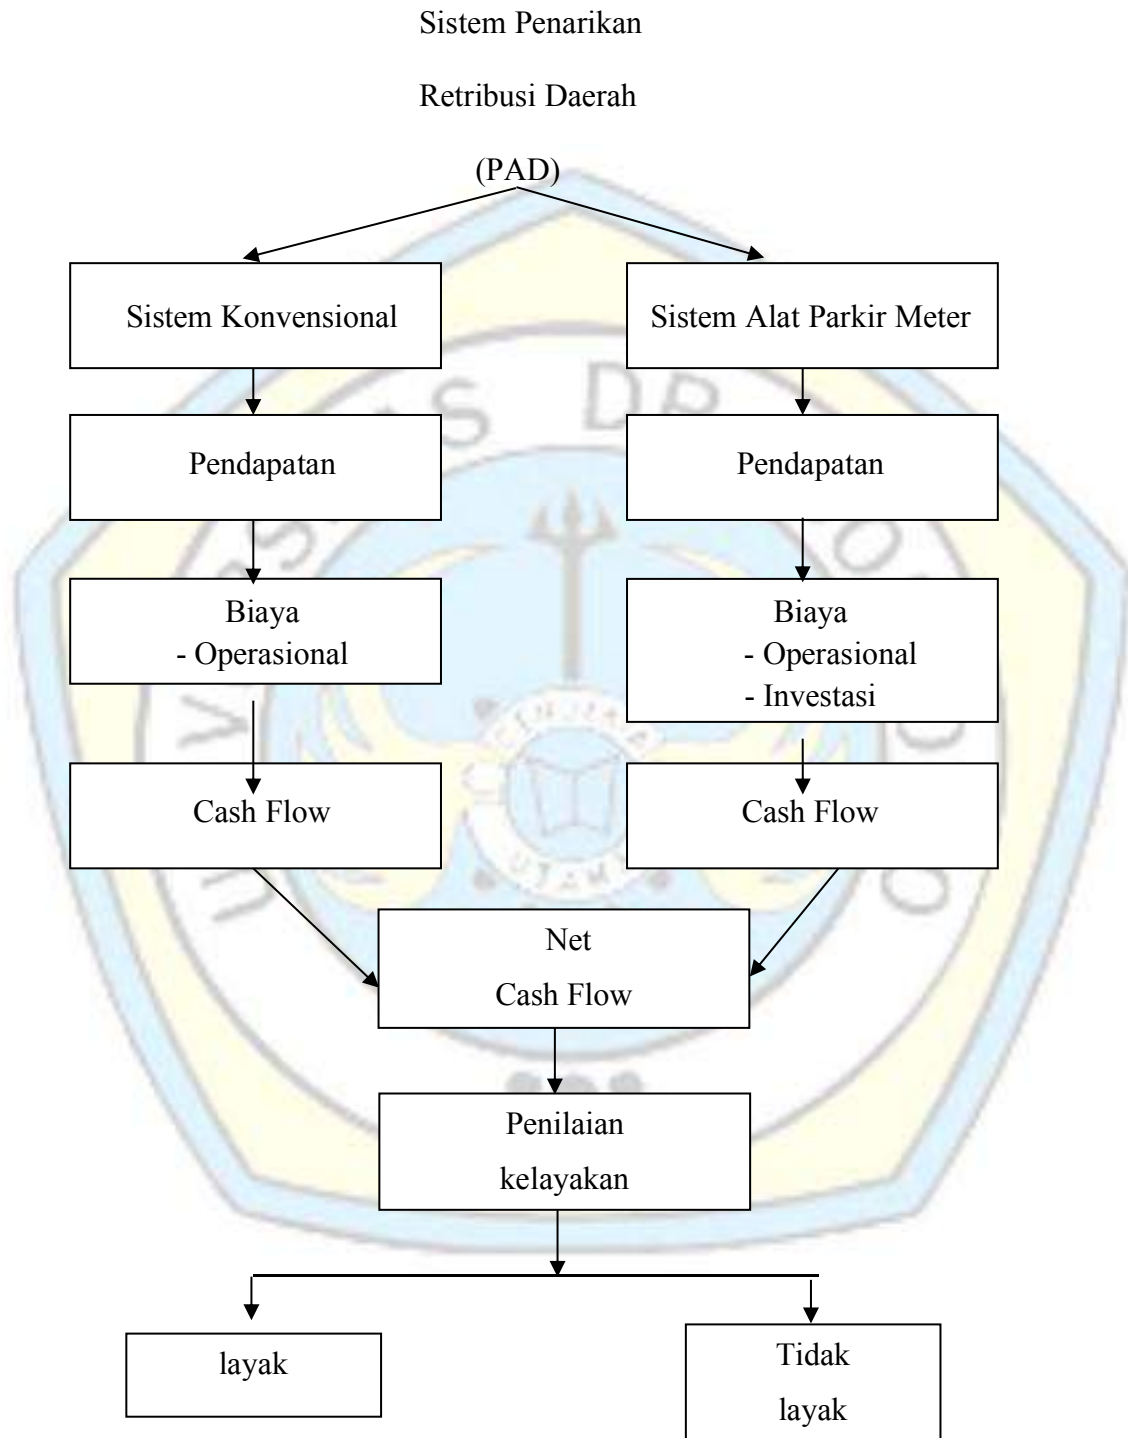 Sistem Penarikan
Retribusi Daerah
(PAD)
Sistem Konvensional
Sistem Alat Parkir Meter
Pendapatan
Pendapatan
Biaya
- Operasional
Biaya
- Operasional
- Investasi
Cash Flow
Cash Flow
Net
Cash Flow
Penilaian
kelayakan
layak
Tidak
layak